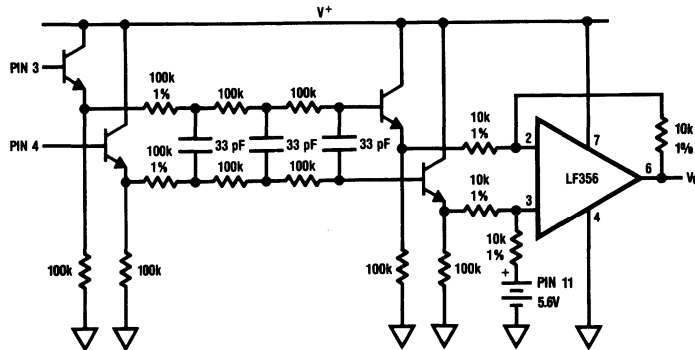 V+
PIN 3
100k
1%
100k
100k
33 pF
33 pF
33 pF
PIN 4
100k
1%
100k
100k
10k
1%
2
7
10k
1%
LF356
6
10k
1%
3
4
100k
100k
100k
100k
10k
1%
+
PIN 11
5.6V